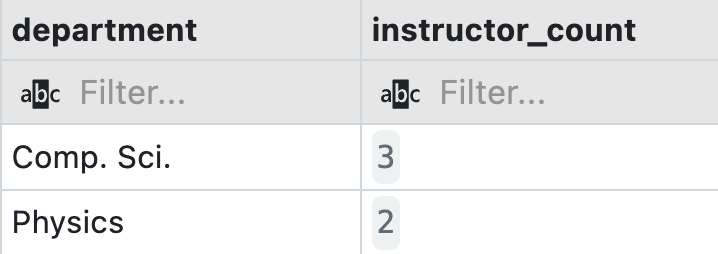 department instructor_count
abc Filter... abc Filter...
Comp. Sci. 3
Physics 2